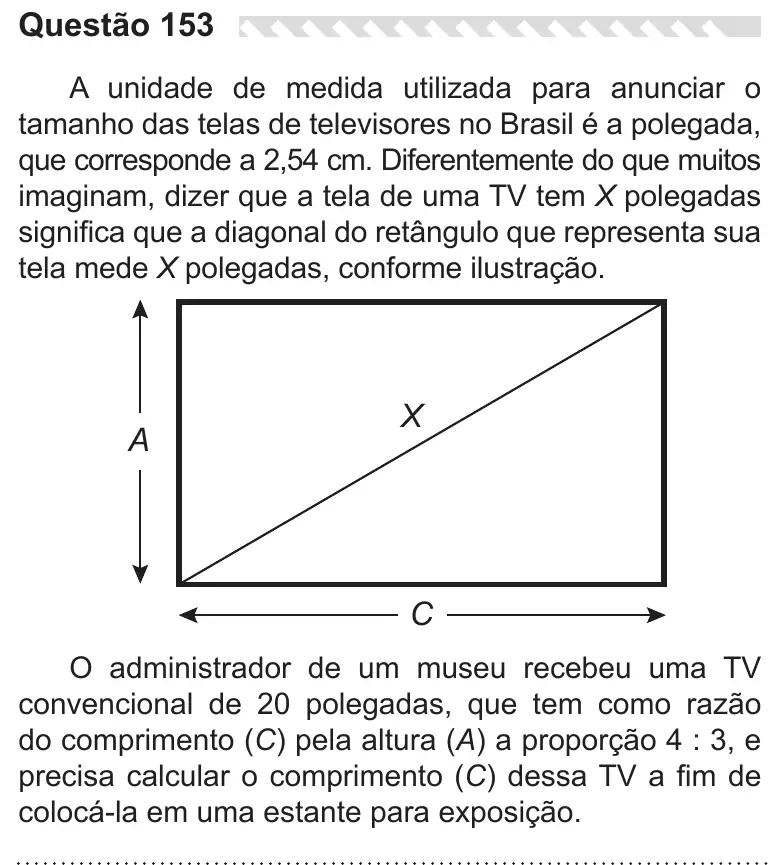 Questão 153
A unidade de medida utilizada para anunciar o
tamanho das telas de televisores no Brasil é a polegada,
que corresponde a 2,54 cm. Diferentemente do que muitos
imaginam, dizer que a tela de uma TV tem X polegadas
significa que a diagonal do retângulo que representa sua
tela mede X polegadas, conforme ilustração.
X
A
C
O administrador de um museu recebeu uma TV
convencional de 20 polegadas, que tem como razão
do comprimento (C) pela altura (A) a proporção 4 : 3, e
precisa calcular o comprimento (C) dessa TV a fim de
colocá-la em uma estante para exposição.